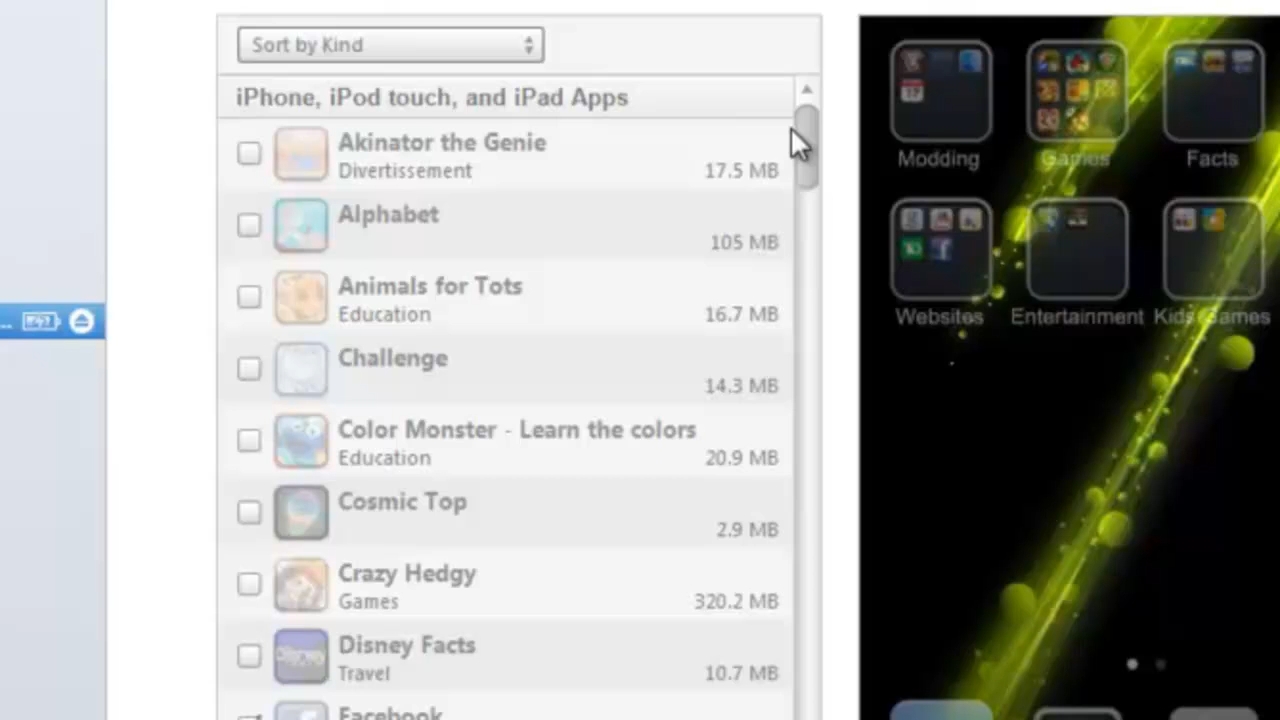 Sort by Kind
iPhone, iPod touch, and iPad Apps
Akinator the Genie
Divertissement
17.5 MB
Alphabet
105 MB
Animals for Tots
Education
16.7 MB
Challenge
14.3 MB
Color Monster - Learn the colors
Education
20.9 MB
Cosmic Top
2.9 MB
Crazy Hedgy
Games
320.2 MB
Disney Facts
Travel
10.7 MB
Facebook
17
Modding
Games
Facts
Websites
Entertainment
Kids Games